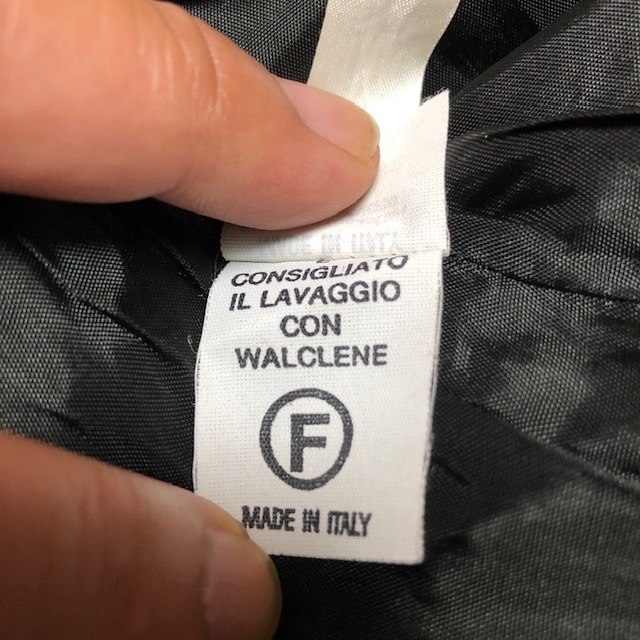 CONSIGLIATO
IL LAVAGGIO
CON
WALCLENE
F
MADE IN ITALY